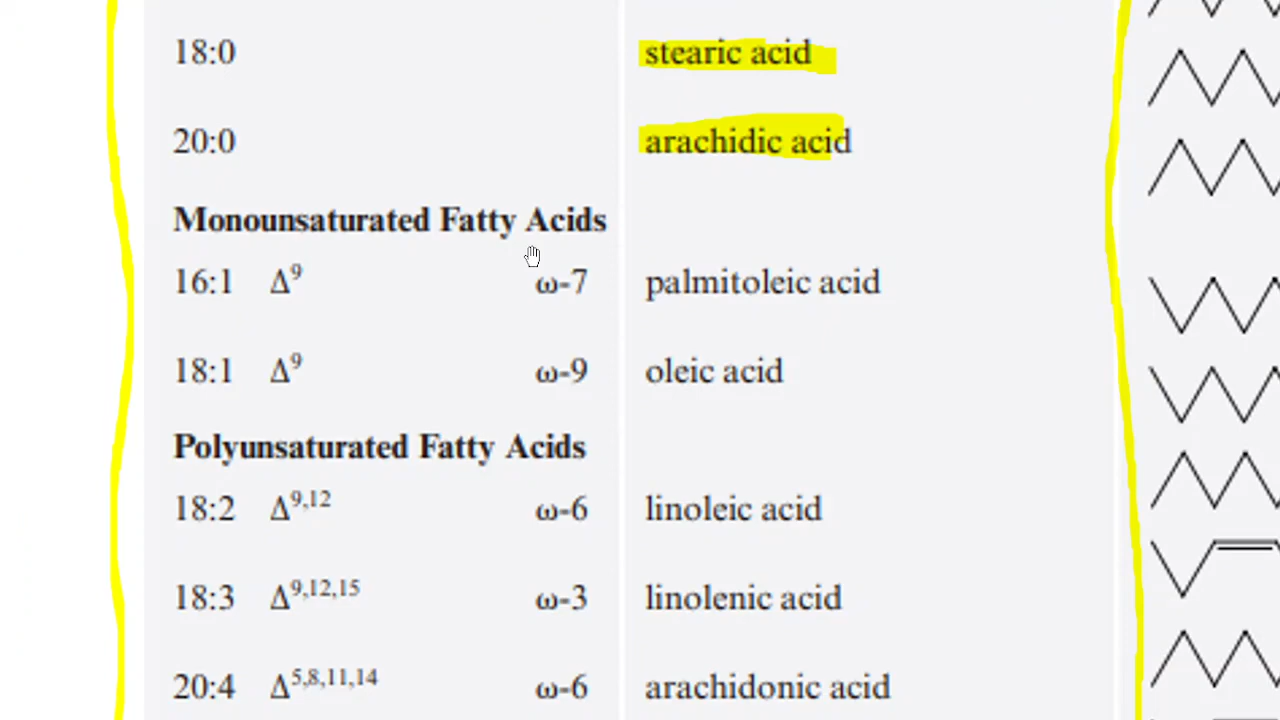 18:0 stearic acid
20:0 arachidic acid
Monounsaturated Fatty Acids
16:1 Δ⁹ ω-7 palmitoleic acid
18:1 Δ⁹ ω-9 oleic acid
Polyunsaturated Fatty Acids
18:2 Δ⁹,¹² ω-6 linoleic acid
18:3 Δ⁹,¹²,¹⁵ ω-3 linolenic acid
20:4 Δ⁵,⁸,¹¹,¹⁴ ω-6 arachidonic acid